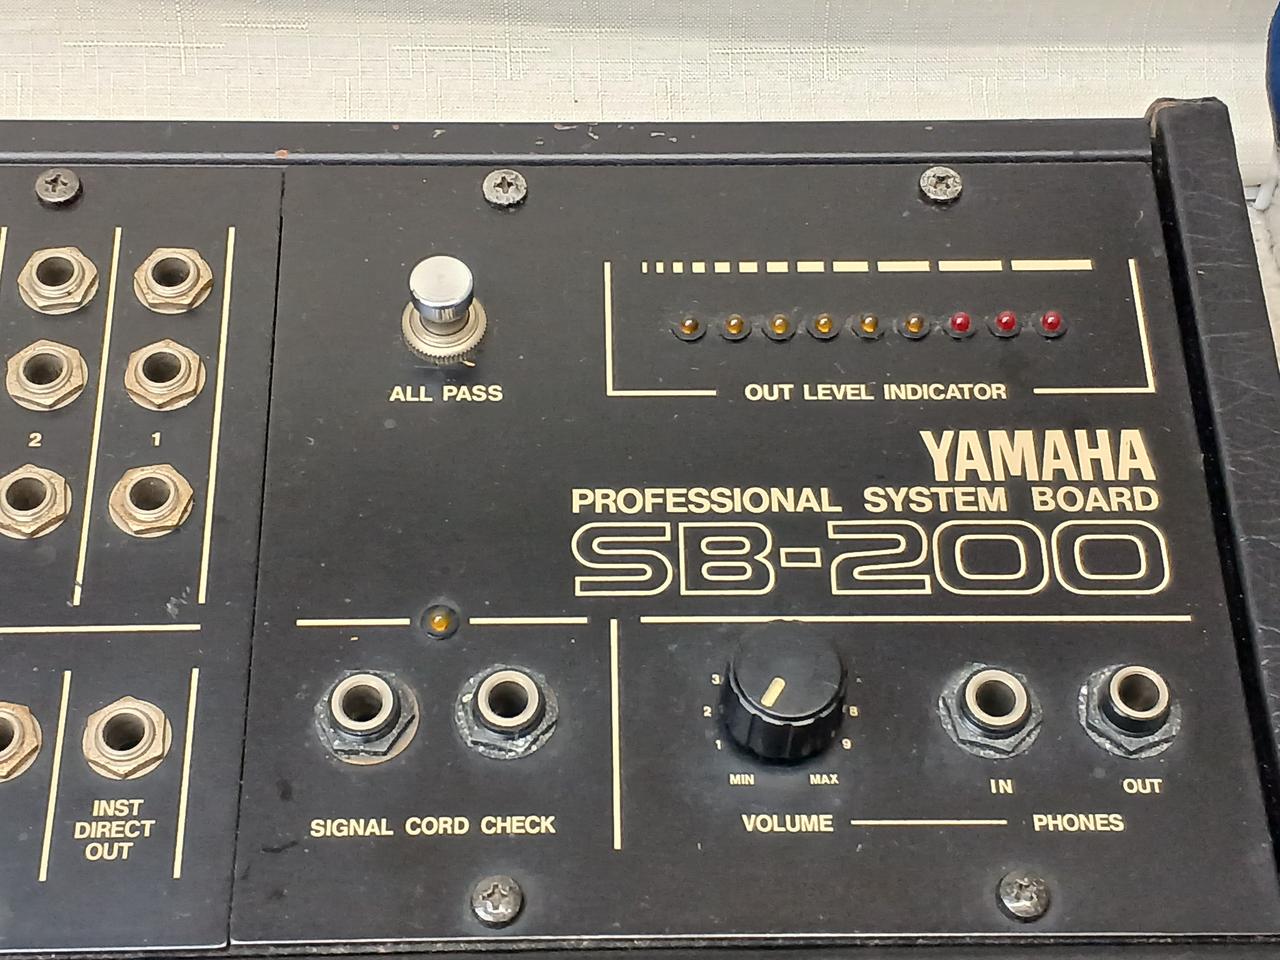 2 1
ALL PASS
OUT LEVEL INDICATOR
YAMAHA
PROFESSIONAL SYSTEM BOARD
SB-200
INST
DIRECT
OUT
SIGNAL CORD CHECK
3
2 8
1 9
MIN MAX
VOLUME
IN OUT
PHONES